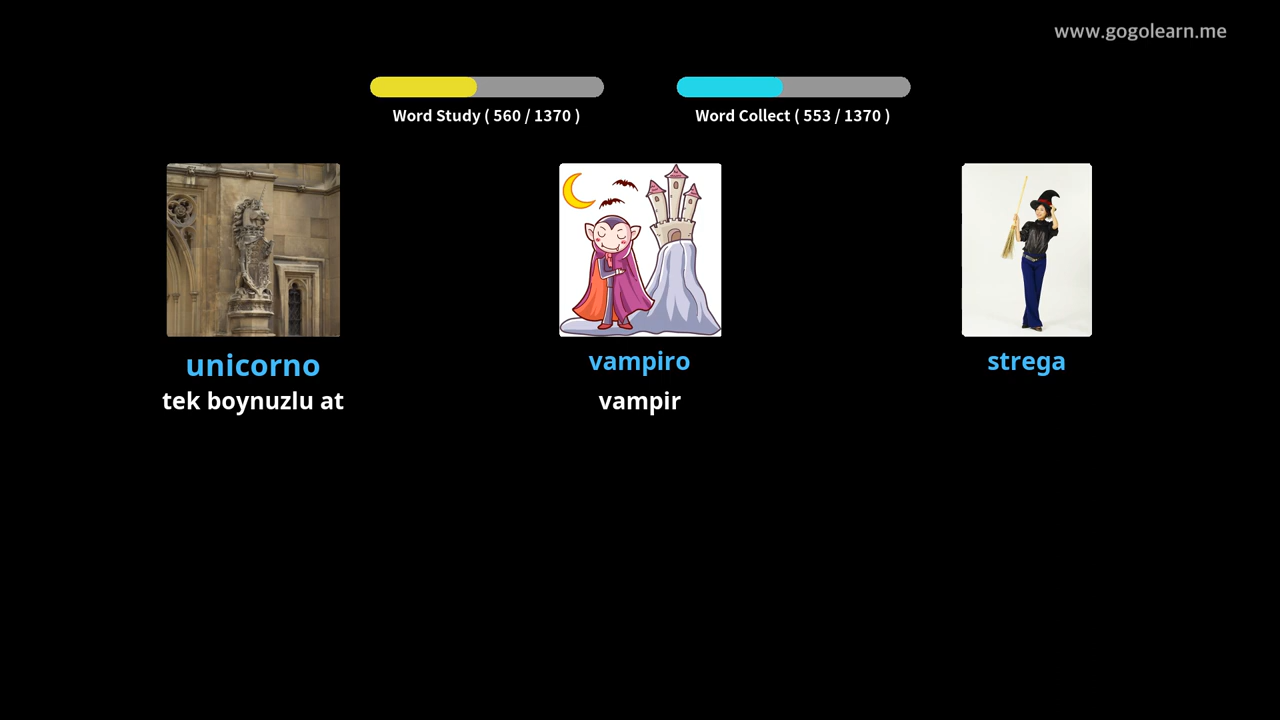 www.gogolearn.me
Word Study ( 560 / 1370 )
Word Collect ( 553 / 1370 )
unicorno
tek boynuzlu at
vampiro
vampir
strega